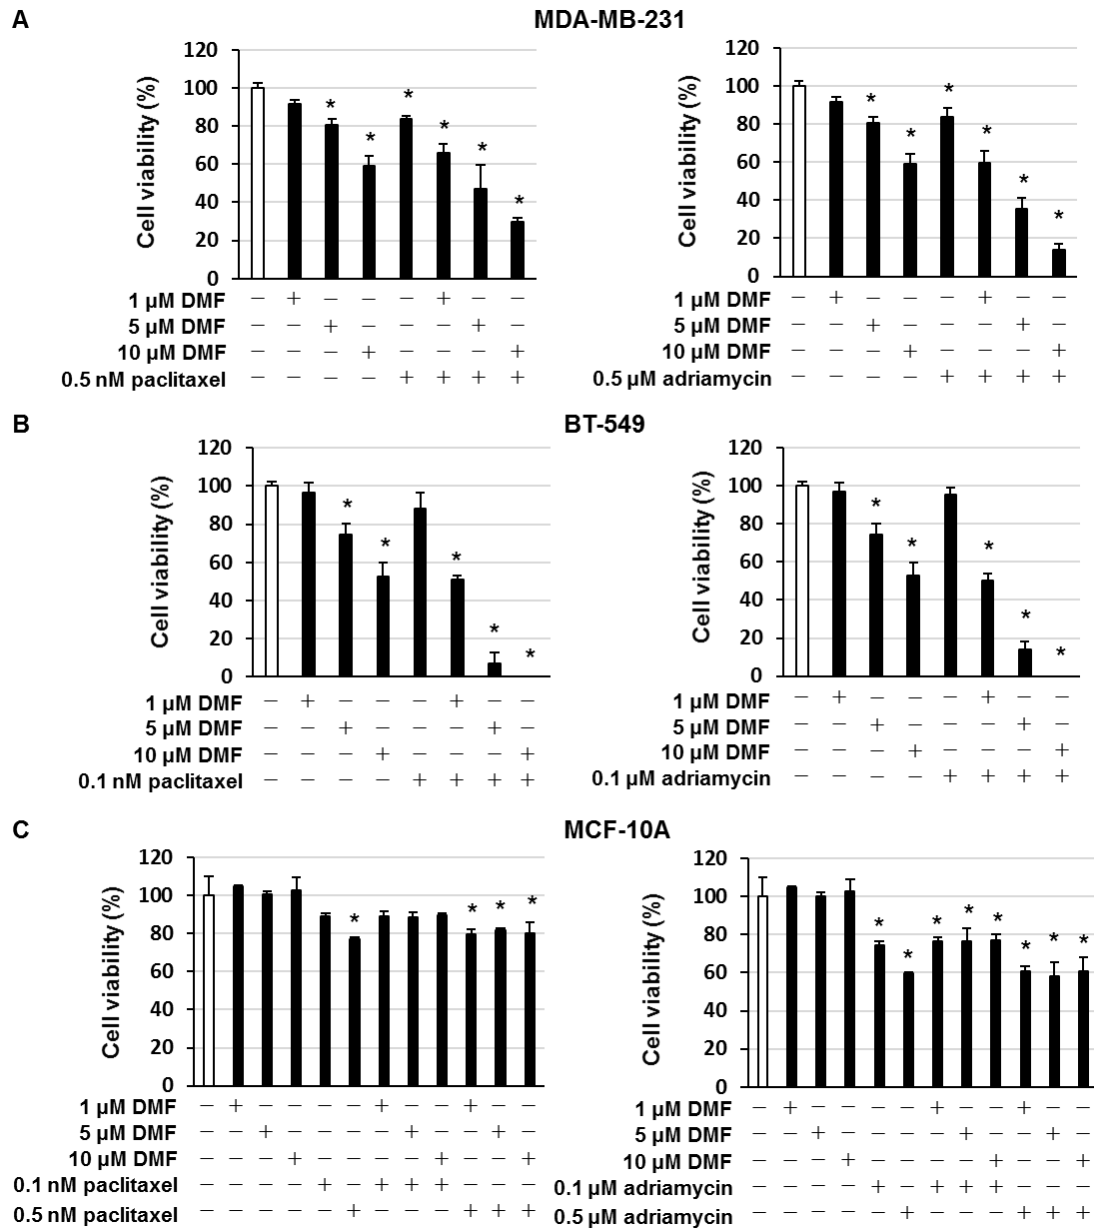 A
MDA-MB-231
120
100
80
60
40
20
0
Cell viability (%)
* * * * * *
1 µM DMF − + − − − + − −
5 µM DMF − − + − − − + −
10 µM DMF − − − + − − − +
0.5 nM paclitaxel − − − − + + + +
120
100
80
60
40
20
0
Cell viability (%)
* * * * * *
1 µM DMF − + − − − + − −
5 µM DMF − − + − − − + −
10 µM DMF − − − + − − − +
0.5 µM adriamycin − − − − + + + +
B
BT-549
120
100
80
60
40
20
0
Cell viability (%)
* * * * *
1 µM DMF − + − − − + − −
5 µM DMF − − + − − − + −
10 µM DMF − − − + − − − +
0.1 nM paclitaxel − − − − + + + +
120
100
80
60
40
20
0
Cell viability (%)
* * * * *
1 µM DMF − + − − − + − −
5 µM DMF − − + − − − + −
10 µM DMF − − − + − − − +
0.1 µM adriamycin − − − − + + + +
C
MCF-10A
120
100
80
60
40
20
0
Cell viability (%)
* * * *
1 µM DMF − + − − − − + − − + − −
5 µM DMF − − + − − − − + − − + −
10 µM DMF − − − + − − − − + − − +
0.1 nM paclitaxel − − − − + − + + + − − −
0.5 nM paclitaxel − − − − − + − − − + + +
120
100
80
60
40
20
0
Cell viability (%)
* * * * * * * *
1 µM DMF − + − − − − + − − + − −
5 µM DMF − − + − − − − + − − + −
10 µM DMF − − − + − − − − + − − +
0.1 µM adriamycin − − − − + − + + + − − −
0.5 µM adriamycin − − − − − + − − − + + +